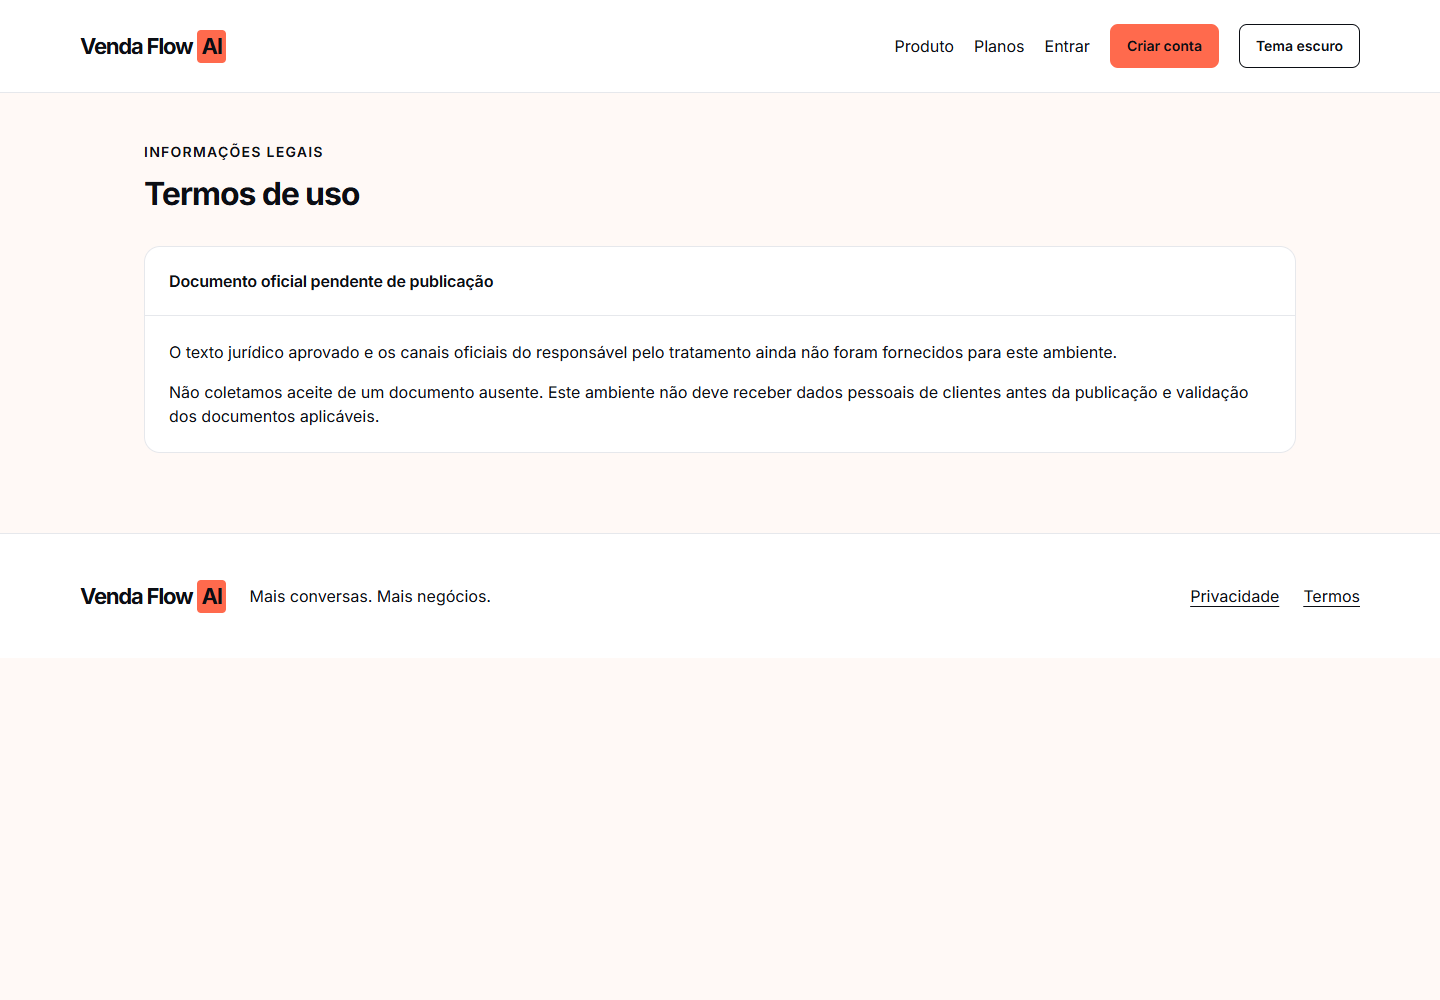 Venda Flow AI
Produto
Planos
Entrar
Criar conta
Tema escuro
INFORMAÇÕES LEGAIS
Termos de uso
Documento oficial pendente de publicação
O texto jurídico aprovado e os canais oficiais do responsável pelo tratamento ainda não foram fornecidos para este ambiente.
Não coletamos aceite de um documento ausente. Este ambiente não deve receber dados pessoais de clientes antes da publicação e validação
dos documentos aplicáveis.
Venda Flow AI
Mais conversas. Mais negócios.
Privacidade
Termos